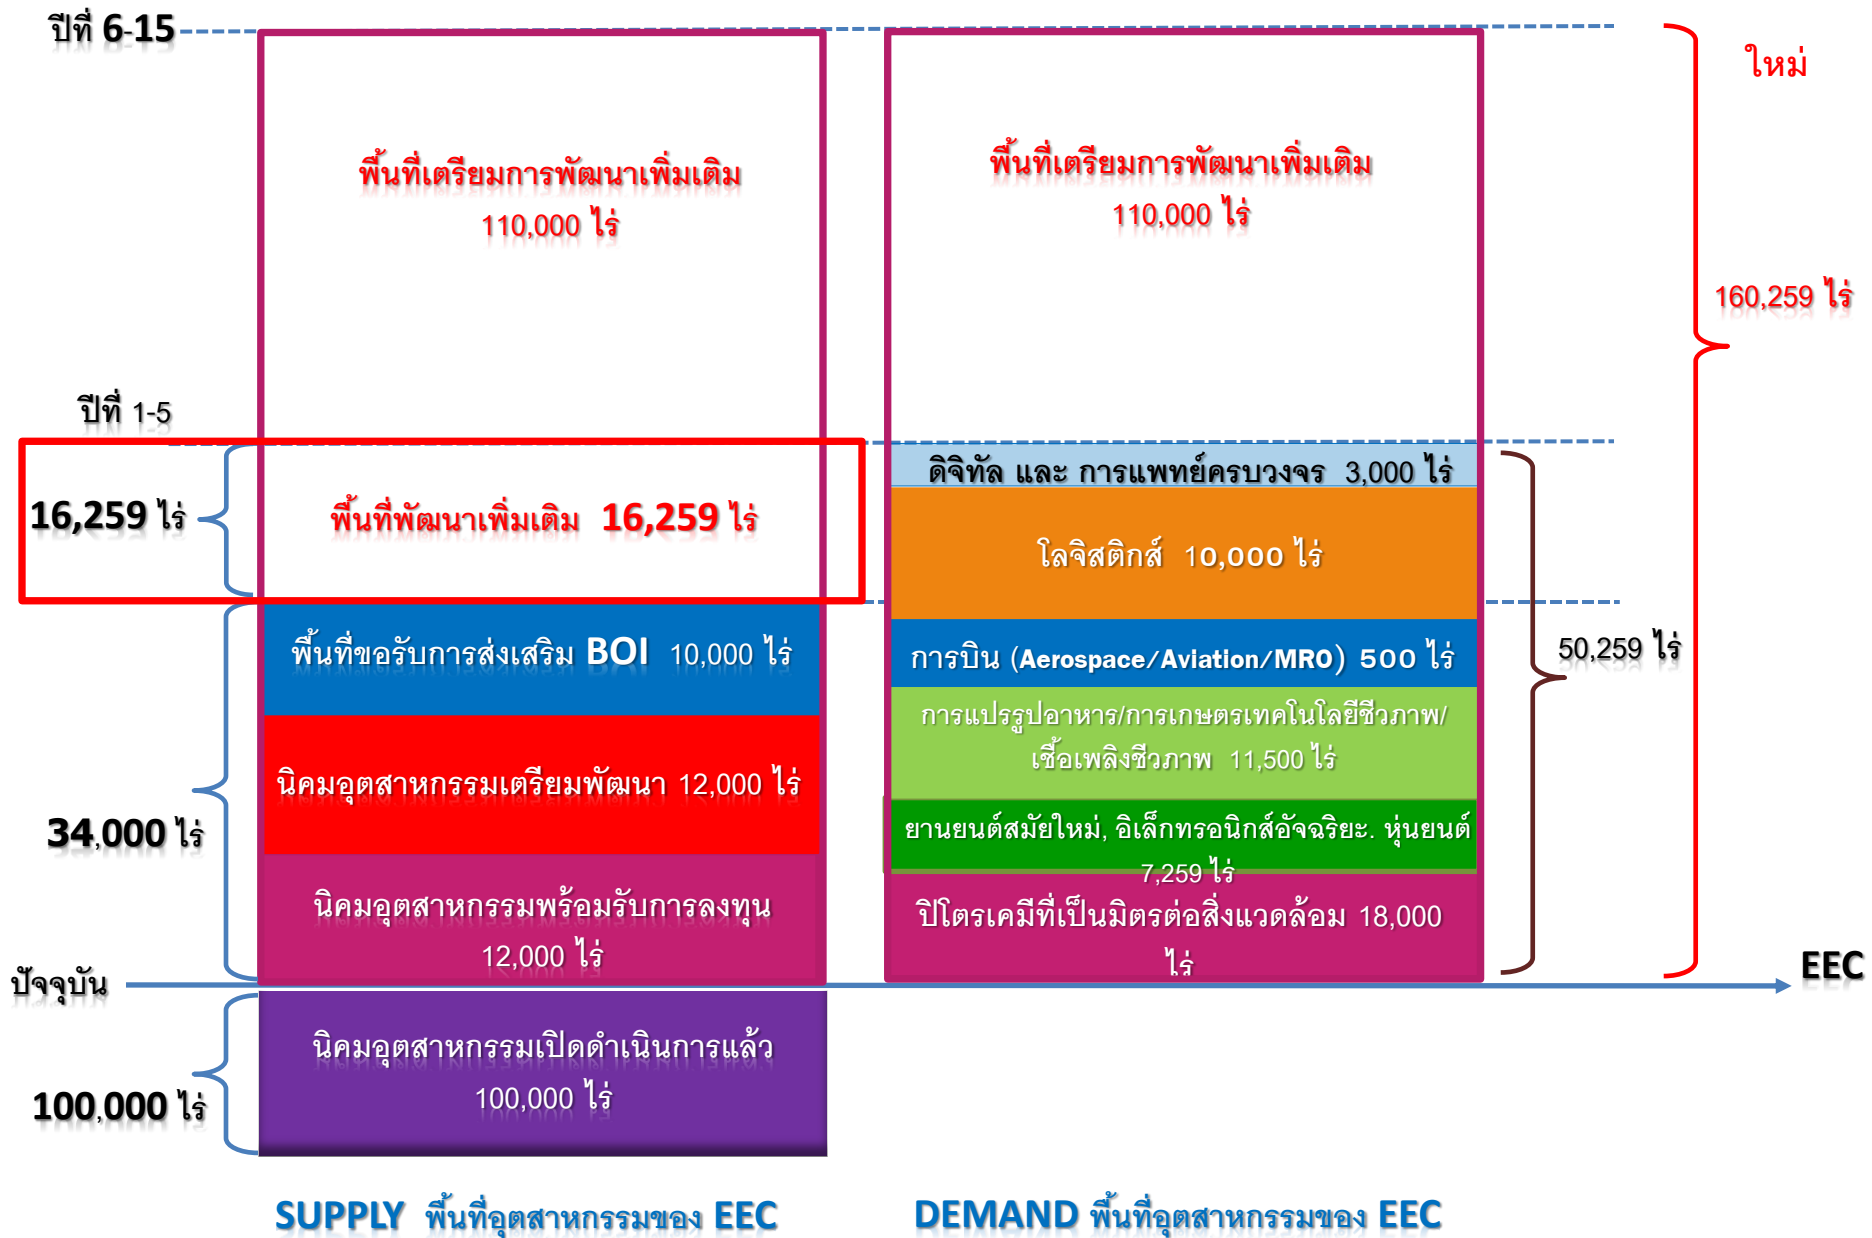 ปีที่ 6-15
ใหม่
พื้นที่เตรียมการพัฒนาเพิ่มเติม
110,000 ไร่
พื้นที่เตรียมการพัฒนาเพิ่มเติม
110,000 ไร่
160,259 ไร่
ปีที่ 1-5
16,259 ไร่
พื้นที่พัฒนาเพิ่มเติม 16,259 ไร่
ดิจิทัล และ การแพทย์ครบวงจร 3,000 ไร่
โลจิสติกส์ 10,000 ไร่
พื้นที่ขอรับการส่งเสริม BOI 10,000 ไร่
การบิน (Aerospace/Aviation/MRO) 500 ไร่
50,259 ไร่
การแปรรูปอาหาร/การเกษตรเทคโนโลยีชีวภาพ/
เชื้อเพลิงชีวภาพ 11,500 ไร่
นิคมอุตสาหกรรมเตรียมพัฒนา 12,000 ไร่
34,000 ไร่
ยานยนต์สมัยใหม่, อิเล็กทรอนิกส์อัจฉริยะ. หุ่นยนต์
7,259 ไร่
นิคมอุตสาหกรรมพร้อมรับการลงทุน
12,000 ไร่
ปิโตรเคมีที่เป็นมิตรต่อสิ่งแวดล้อม 18,000
ไร่
ปัจจุบัน
EEC
นิคมอุตสาหกรรมเปิดดำเนินการแล้ว
100,000 ไร่
100,000 ไร่
SUPPLY พื้นที่อุตสาหกรรมของ EEC
DEMAND พื้นที่อุตสาหกรรมของ EEC